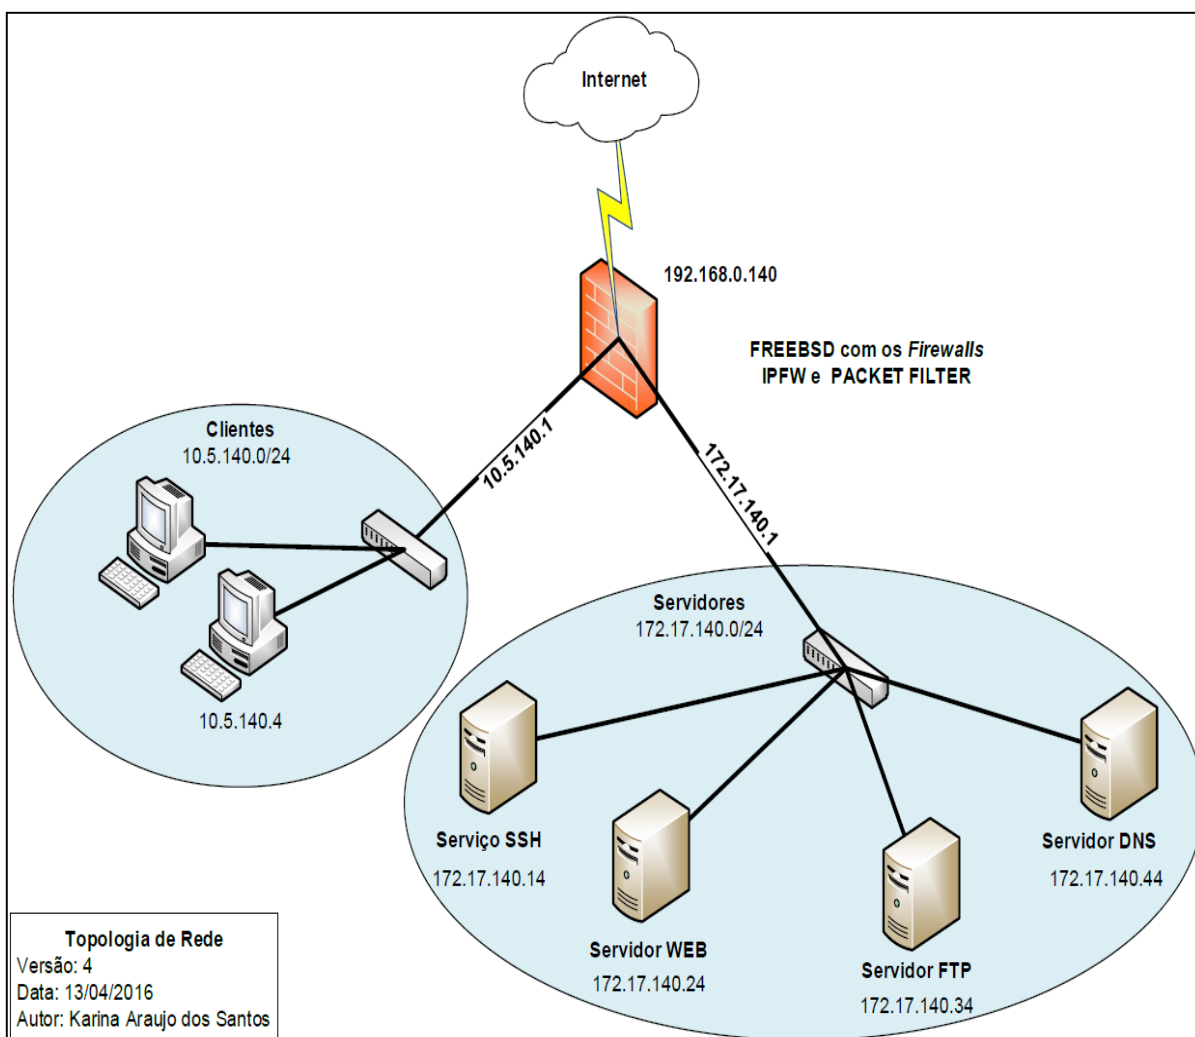 Internet
192.168.0.140
FREEBSD com os Firewalls
IPFW e PACKET FILTER
Clientes
10.5.140.0/24
10.5.140.1
172.17.140.1
10.5.140.4
Servidores
172.17.140.0/24
Serviço SSH
172.17.140.14
Servidor WEB
172.17.140.24
Servidor FTP
172.17.140.34
Servidor DNS
172.17.140.44
Topologia de Rede
Versão: 4
Data: 13/04/2016
Autor: Karina Araujo dos Santos